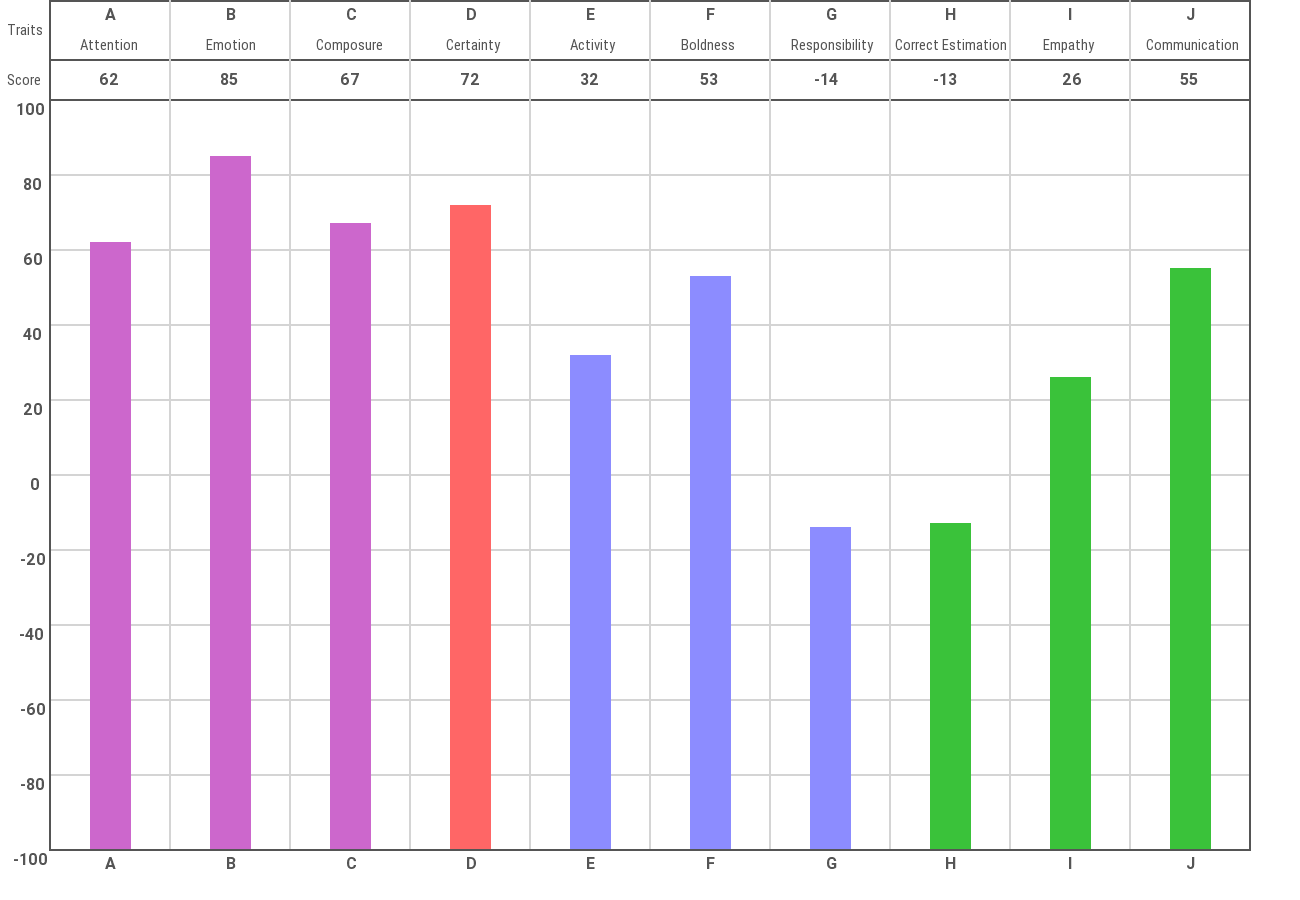 Traits
A B C D E F G H I J
Attention Emotion Composure Certainty Activity Boldness Responsibility Correct Estimation Empathy Communication
Score 62 85 67 72 32 53 -14 -13 26 55
100
80
60
40
20
0
-20
-40
-60
-80
-100
A B C D E F G H I J